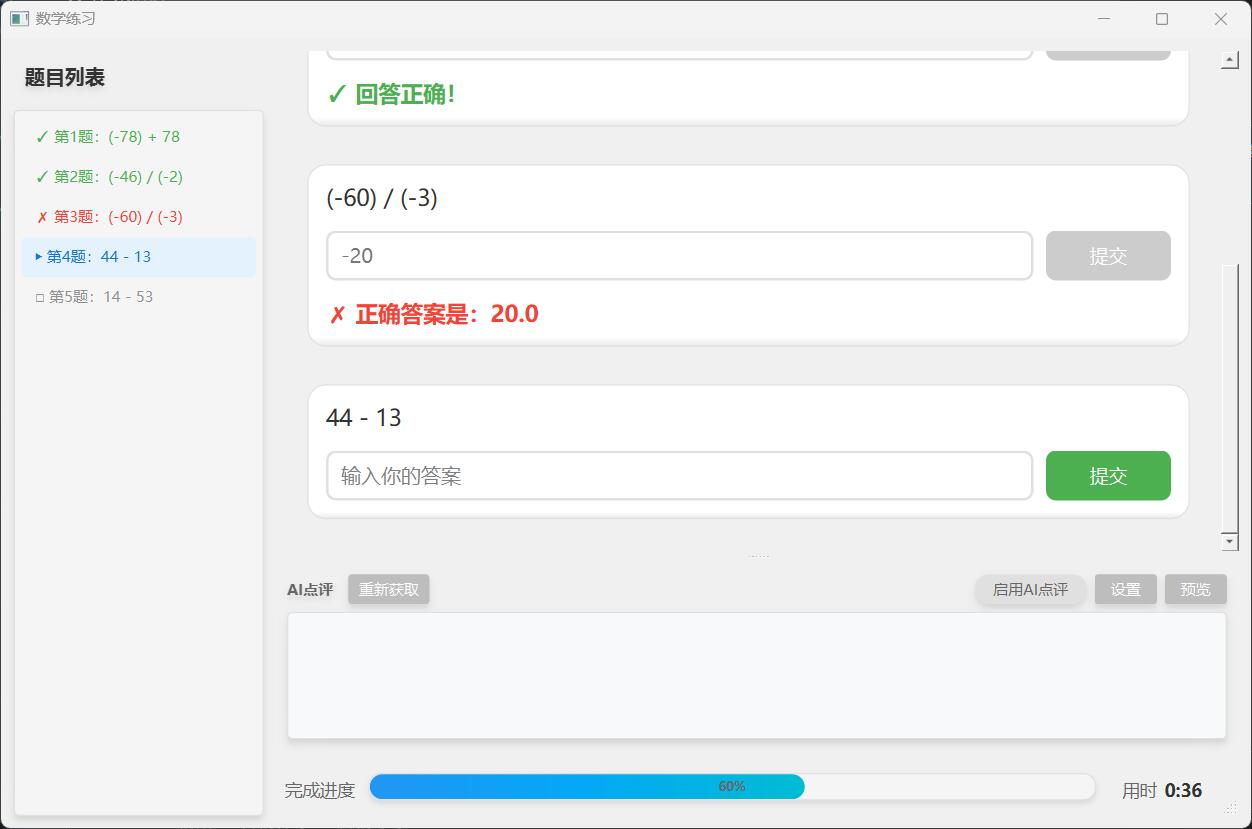 数学练习
题目列表
✓ 第1题：(-78) + 78
✓ 第2题：(-46) / (-2)
✗ 第3题：(-60) / (-3)
▸ 第4题：44 - 13
□ 第5题：14 - 53
✓ 回答正确!
(-60) / (-3)
-20
提交
✗ 正确答案是：20.0
44 - 13
输入你的答案
提交
AI点评
重新获取
启用AI点评
设置
预览
完成进度
60%
用时 0:36